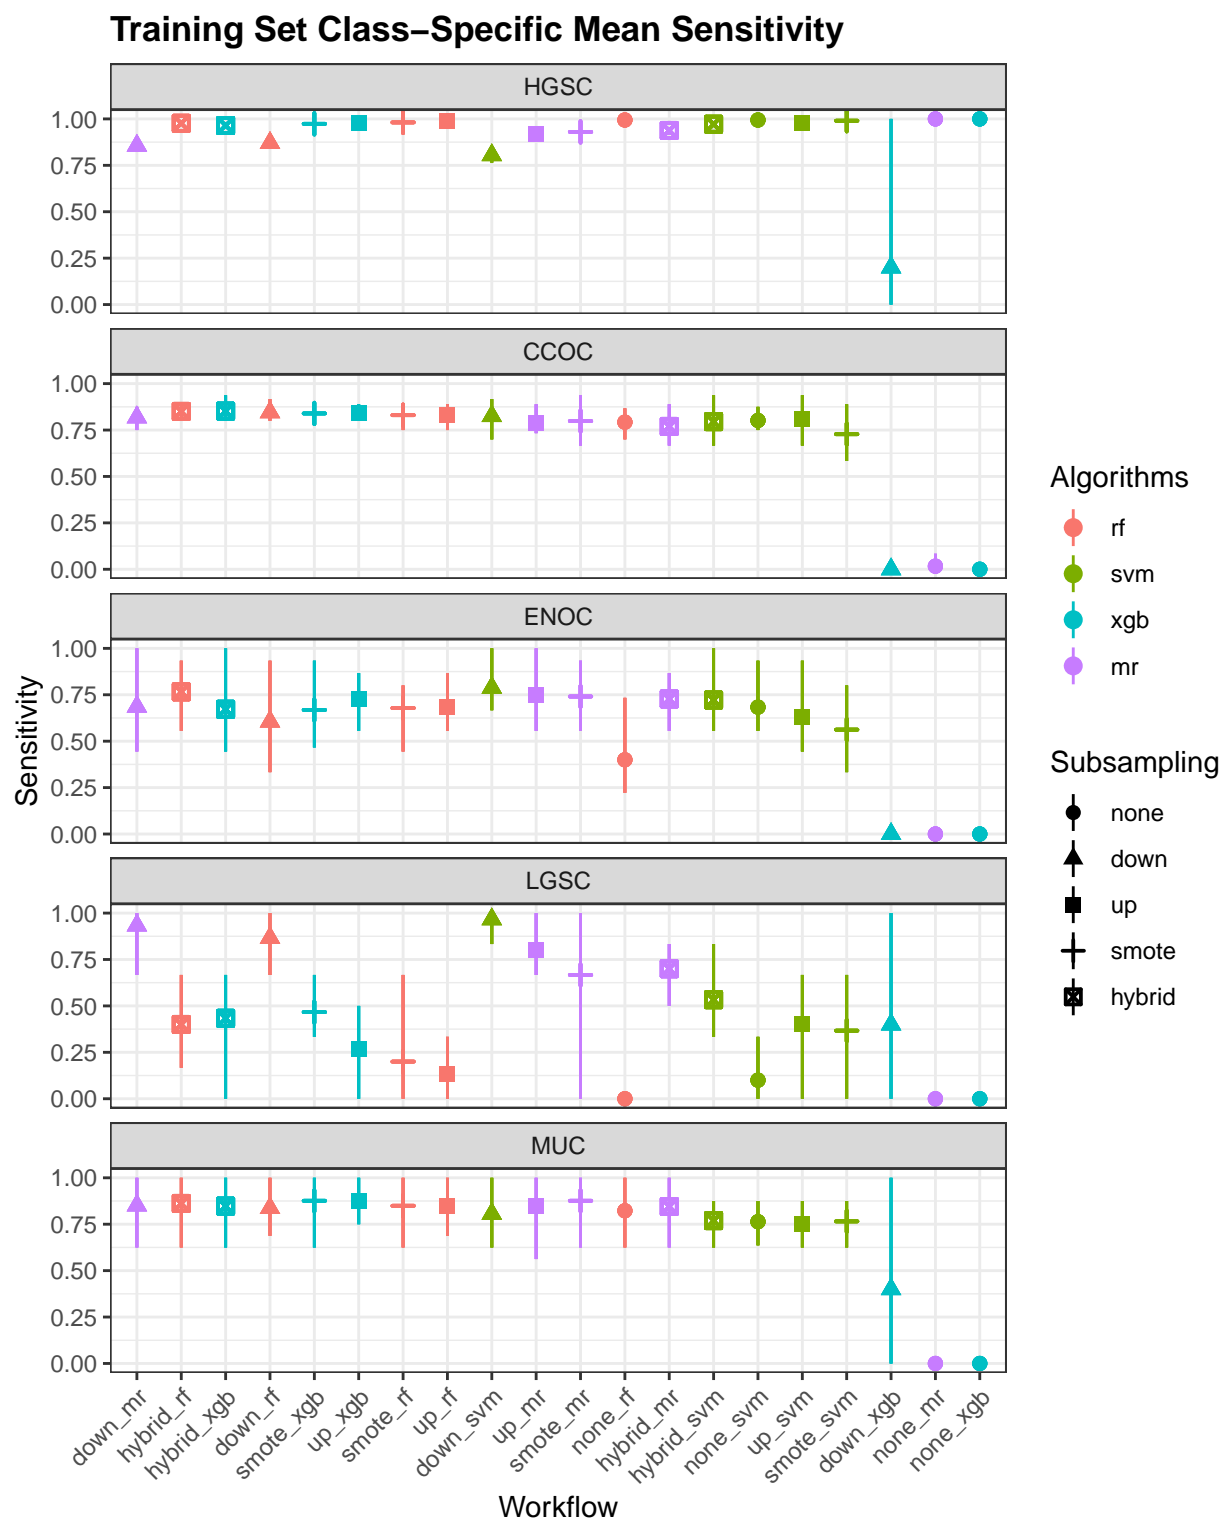 Training Set Class–Specific Mean Sensitivity
HGSC
1.00
0.75
0.50
0.25
0.00
CCOC
1.00
0.75
0.50
0.25
0.00
ENOC
1.00
0.75
0.50
0.25
0.00
LGSC
1.00
0.75
0.50
0.25
0.00
MUC
1.00
0.75
0.50
0.25
0.00
Sensitivity
down_mr
hybrid_rf
hybrid_xgb
down_rf
smote_xgb
up_xgb
smote_rf
up_rf
down_svm
up_mr
smote_mr
none_rf
hybrid_mr
hybrid_svm
none_svm
up_svm
smote_svm
down_xgb
none_mr
none_xgb
Workflow
Algorithms
rf
svm
xgb
mr
Subsampling
none
down
up
smote
hybrid